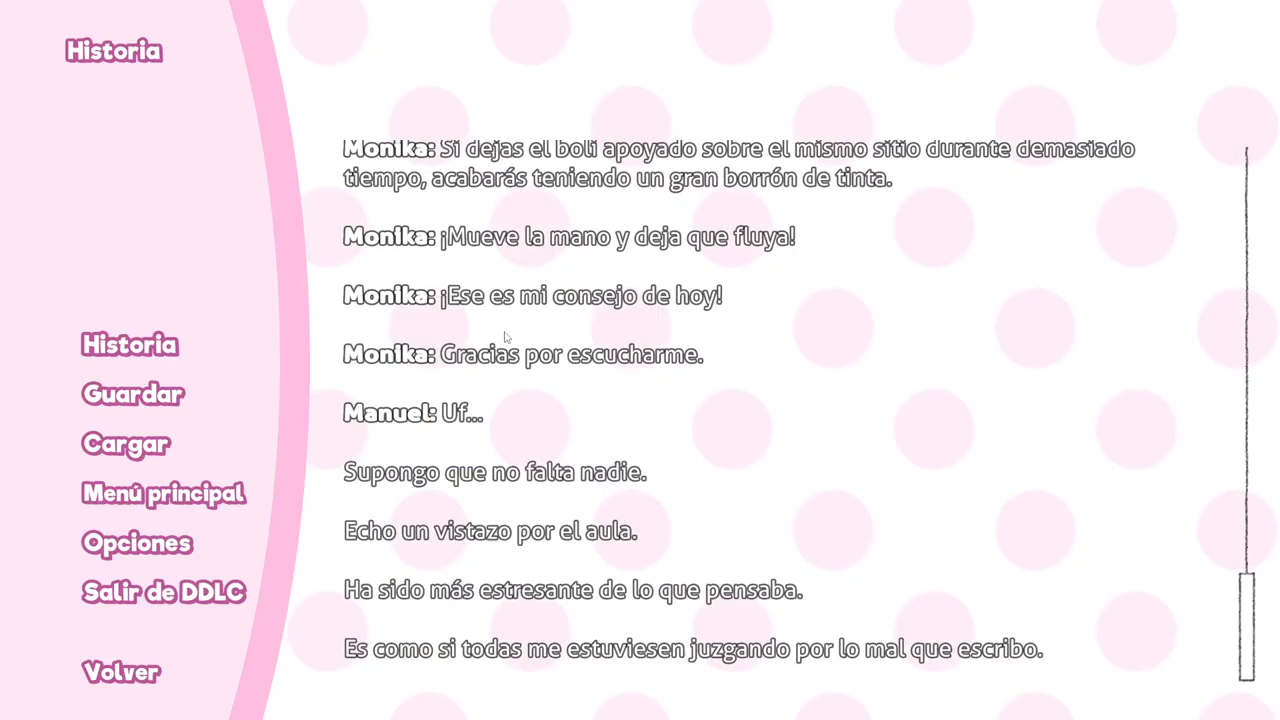 Historia
Monika: Si dejas el boli apoyado sobre el mismo sitio durante demasiado
tiempo, acabarás teniendo un gran borrón de tinta.
Monika: ¡Mueve la mano y deja que fluya!
Monika: ¡Ese es mi consejo de hoy!
Monika: Gracias por escucharme.
Manuel: Uf...
Supongo que no falta nadie.
Echo un vistazo por el aula.
Ha sido más estresante de lo que pensaba.
Es como si todas me estuviesen juzgando por lo mal que escribo.
Historia
Guardar
Cargar
Menú principal
Opciones
Salir de DDLC
Volver